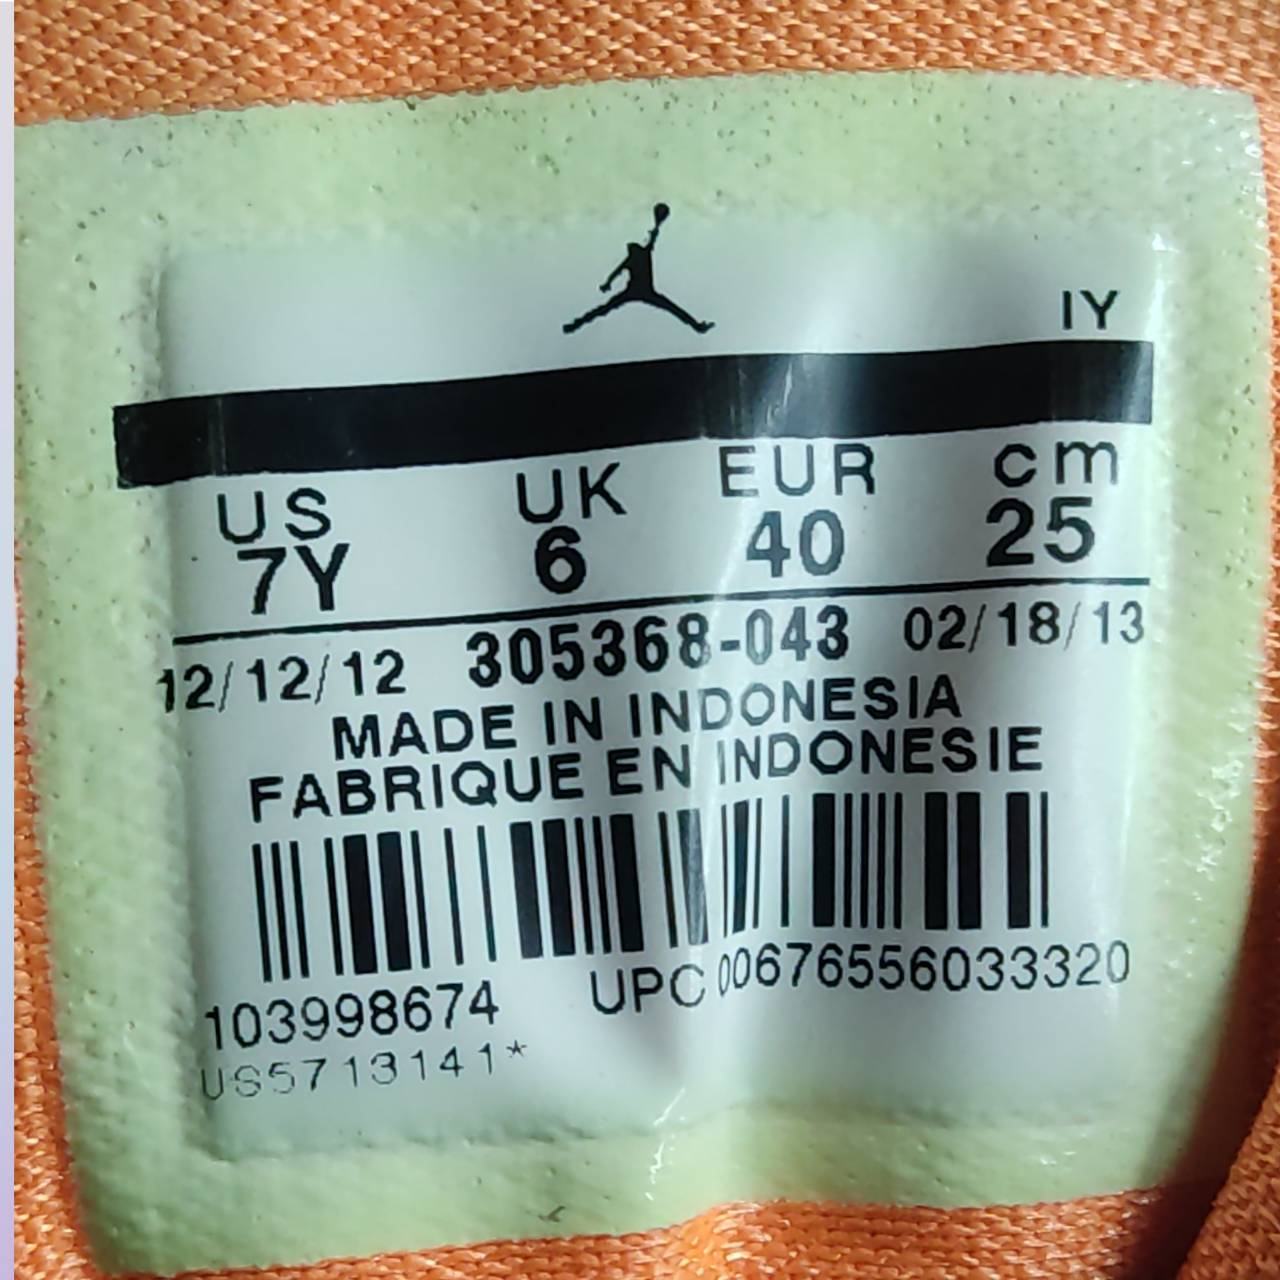 IY
US UK EUR cm
7Y 6 40 25
12/12/12 305368-043 02/18/13
MADE IN INDONESIA
FABRIQUE EN INDONESIE
103998674 UPC 00676556033320
US5713141*